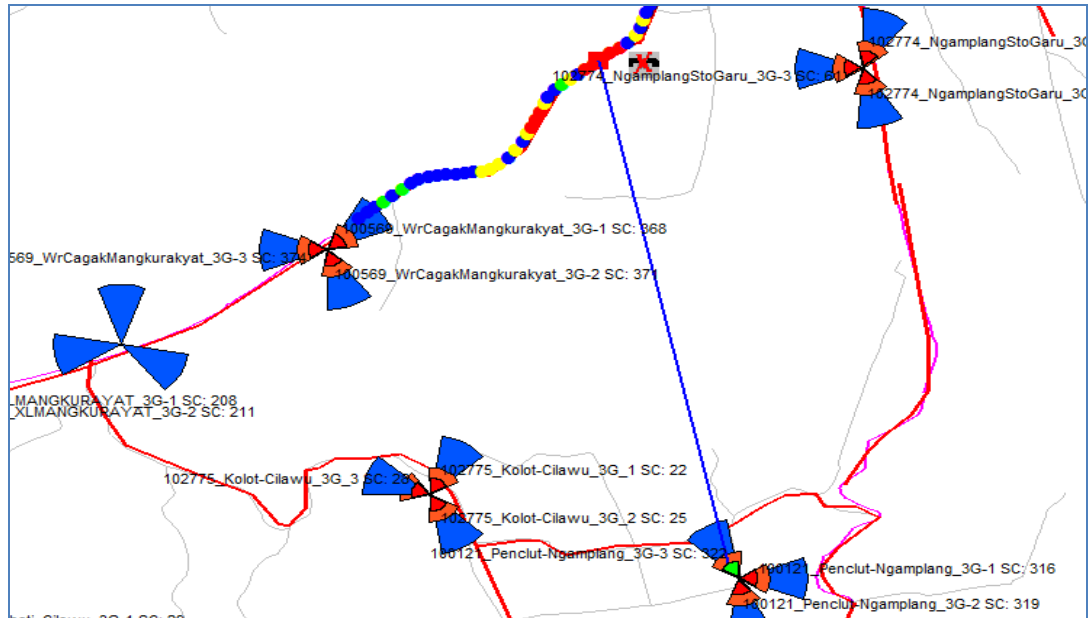 102774_NgamplangStoGaru_3G
102774_NgamplangStoGaru_3G-3 SC: 61
102774_NgamplangStoGaru_3G
100569_WrCagakMangkurakyat_3G-1 SC: 368
569_WrCagakMangkurakyat_3G-3 SC: 374
100569_WrCagakMangkurakyat_3G-2 SC: 371
_MANGKURAYAT_3G-1 SC: 208
_XLMANGKURAYAT_3G-2 SC: 211
102775_Kolot-Cilawu_3G_1 SC: 22
102775_Kolot-Cilawu_3G_3 SC: 28
102775_Kolot-Cilawu_3G_2 SC: 25
100121_Penclut-Ngamplang_3G-3 SC: 322
100121_Penclut-Ngamplang_3G-1 SC: 316
100121_Penclut-Ngamplang_3G-2 SC: 319